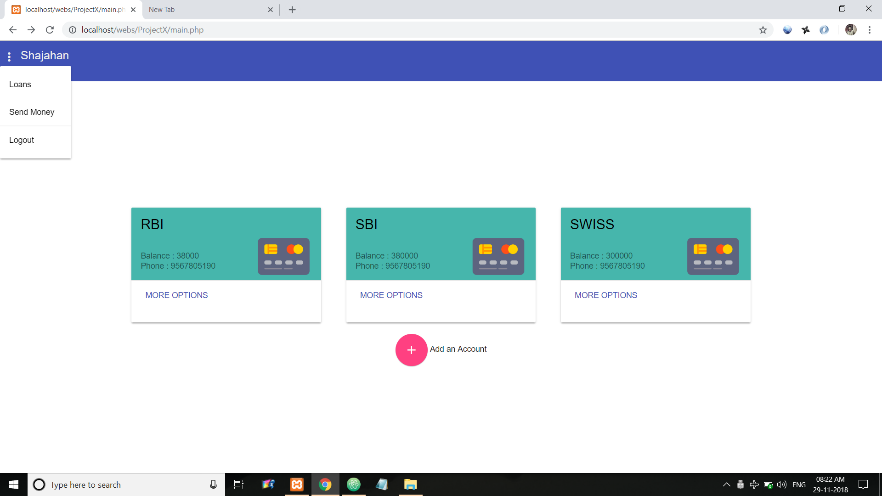 localhost/webs/ProjectX/main.ph
New Tab
localhost/webs/ProjectX/main.php
Shajahan
Loans
Send Money
Logout
RBI
Balance : 38000
Phone : 9567805190
MORE OPTIONS
SBI
Balance : 380000
Phone : 9567805190
MORE OPTIONS
SWISS
Balance : 300000
Phone : 9567805190
MORE OPTIONS
+ Add an Account
Type here to search
ENG
08:22 AM
29-11-2018